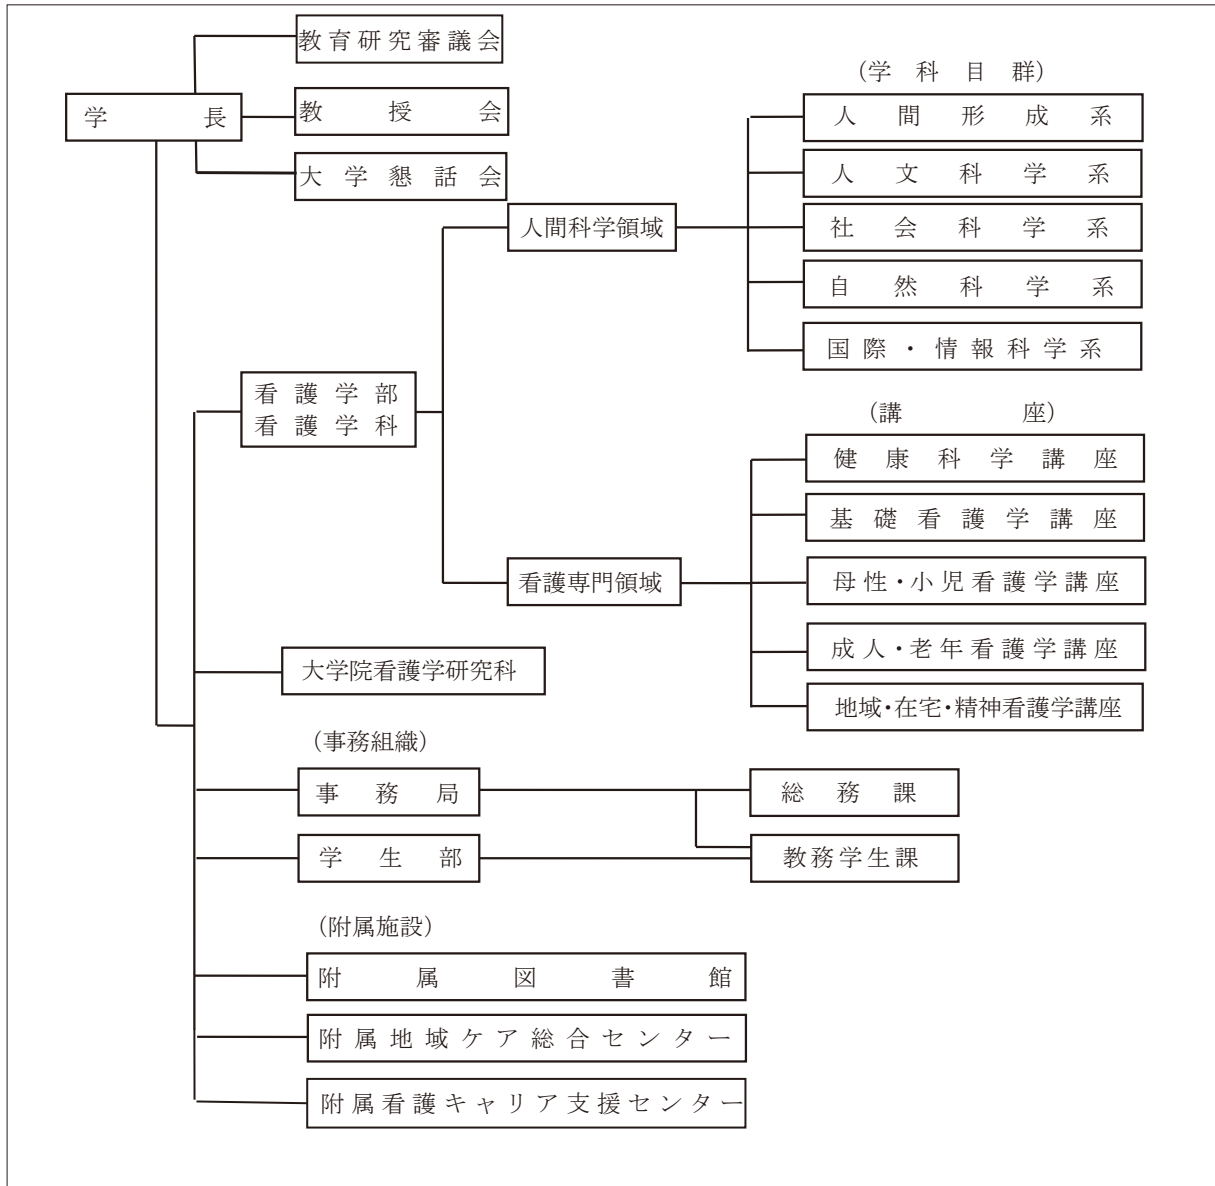 教育研究審議会
学長
教授会
大学懇話会
(学科目群)
人間形成系
人文科学系
人間科学領域
社会科学系
自然科学系
国際・情報科学系
看護学部
看護学科
(講座)
健康科学講座
基礎看護学講座
看護専門領域
母性・小児看護学講座
成人・老年看護学講座
地域・在宅・精神看護学講座
大学院看護学研究科
(事務組織)
事務局
総務課
学生部
教務学生課
(附属施設)
附属図書館
附属地域ケア総合センター
附属看護キャリア支援センター